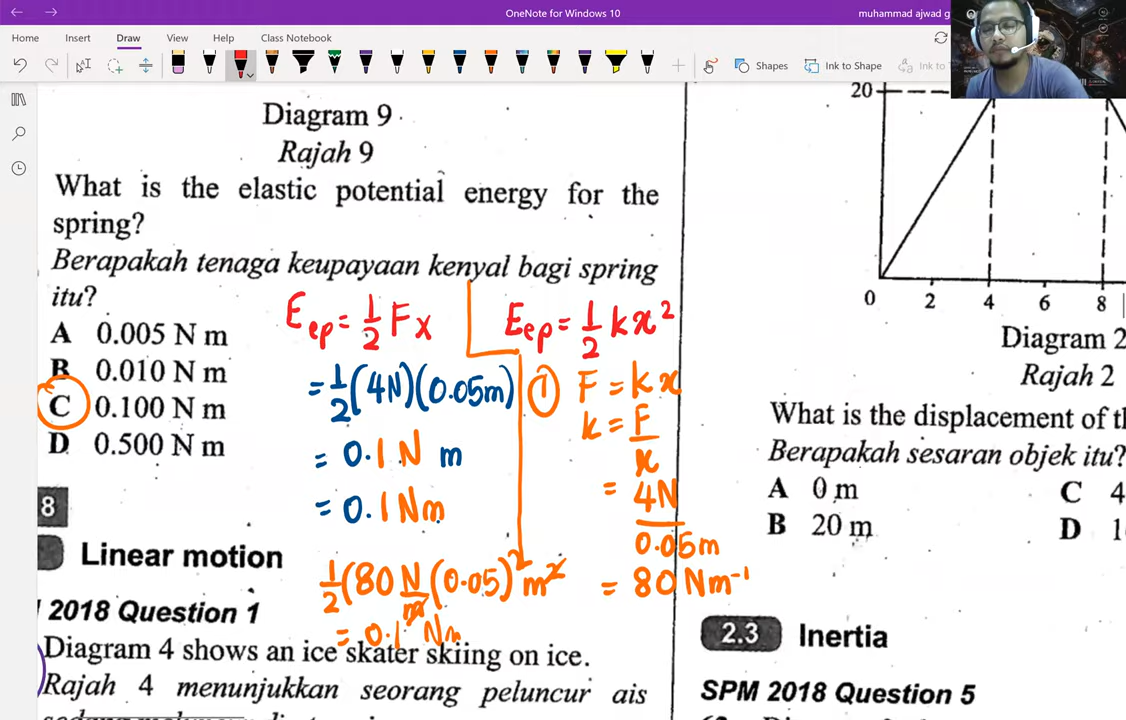 OneNote for Windows 10
muhammad ajwad g
Home Insert Draw View Help Class Notebook
Shapes Ink to Shape Ink to
Diagram 9
Rajah 9
What is the elastic potential energy for the
spring?
Berapakah tenaga keupayaan kenyal bagi spring
itu?
A 0.005 N m
B 0.010 N m
C 0.100 N m
D 0.500 N m
Eep = 1/2 Fx
= 1/2 (4N)(0.05m)
= 0.1 N m
= 0.1 Nm
Eep = 1/2 kx²
① F = kx
k = F/x
= 4N/0.05m
= 80 Nm⁻¹
1/2 (80 N/m (0.05)² m²
= 0.1 Nm
8
Linear motion
2018 Question 1
Diagram 4 shows an ice skater skiing on ice.
Rajah 4 menunjukkan seorang peluncur ais
20
0 2 4 6 8
Diagram 2
Rajah 2
What is the displacement of
Berapakah sesaran objek itu?
A 0 m
B 20 m
C 4
D 1
2.3 Inertia
SPM 2018 Question 5